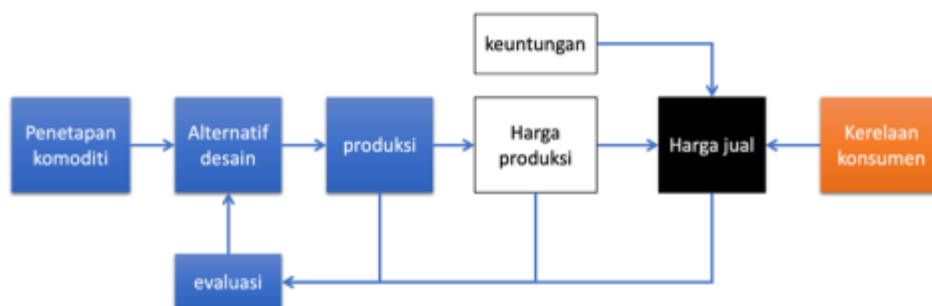 keuntungan
Penetapan
komoditi
Alternatif
desain
produksi
Harga
produksi
Harga jual
Kerelaan
konsumen
evaluasi